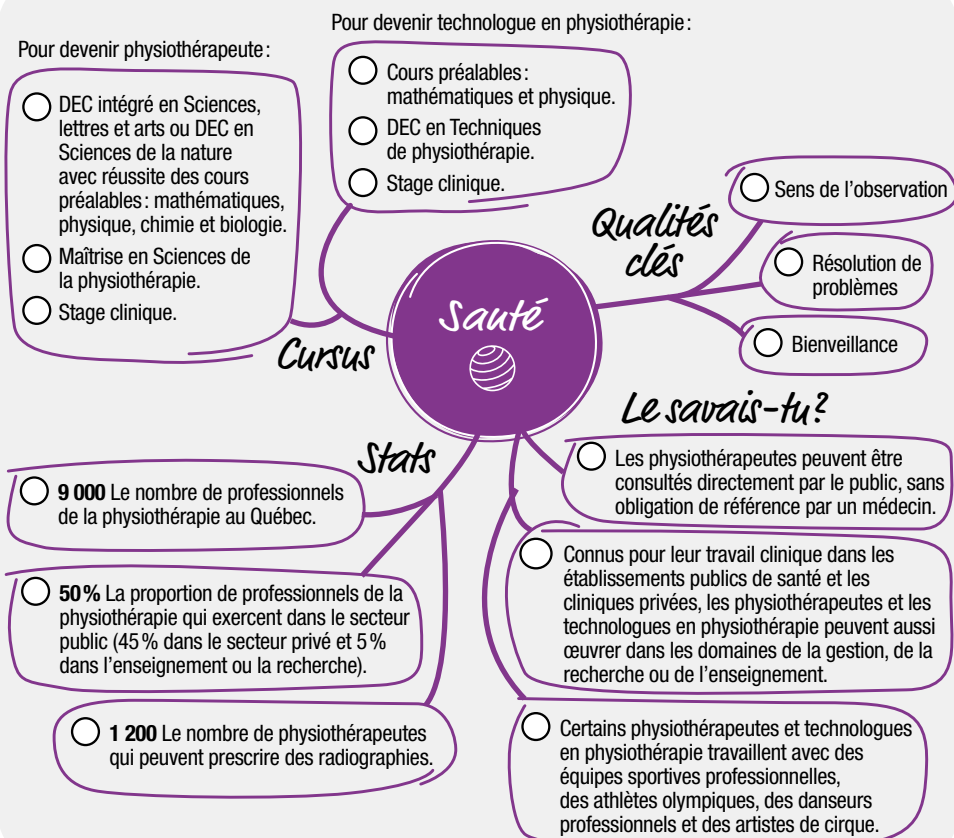 Pour devenir physiothérapeute :
DEC intégré en Sciences,
lettres et arts ou DEC en
Sciences de la nature
avec réussite des cours
préalables : mathématiques,
physique, chimie et biologie.
Maîtrise en Sciences de
la physiothérapie.
Stage clinique.
Pour devenir technologue en physiothérapie :
Cours préalables :
mathématiques et physique.
DEC en Techniques
de physiothérapie.
Stage clinique.
Cursus
Santé
Qualités
clés
Sens de l'observation
Résolution de
problèmes
Bienveillance
Stats
9 000 Le nombre de professionnels
de la physiothérapie au Québec.
50 % La proportion de professionnels de la
physiothérapie qui exercent dans le secteur
public (45 % dans le secteur privé et 5 %
dans l'enseignement ou la recherche).
1 200 Le nombre de physiothérapeutes
qui peuvent prescrire des radiographies.
Le savais-tu?
Les physiothérapeutes peuvent être
consultés directement par le public, sans
obligation de référence par un médecin.
Connus pour leur travail clinique dans les
établissements publics de santé et les
cliniques privées, les physiothérapeutes et les
technologues en physiothérapie peuvent aussi
œuvrer dans les domaines de la gestion, de la
recherche ou de l'enseignement.
Certains physiothérapeutes et technologues
en physiothérapie travaillent avec des
équipes sportives professionnelles,
des athlètes olympiques, des danseurs
professionnels et des artistes de cirque.